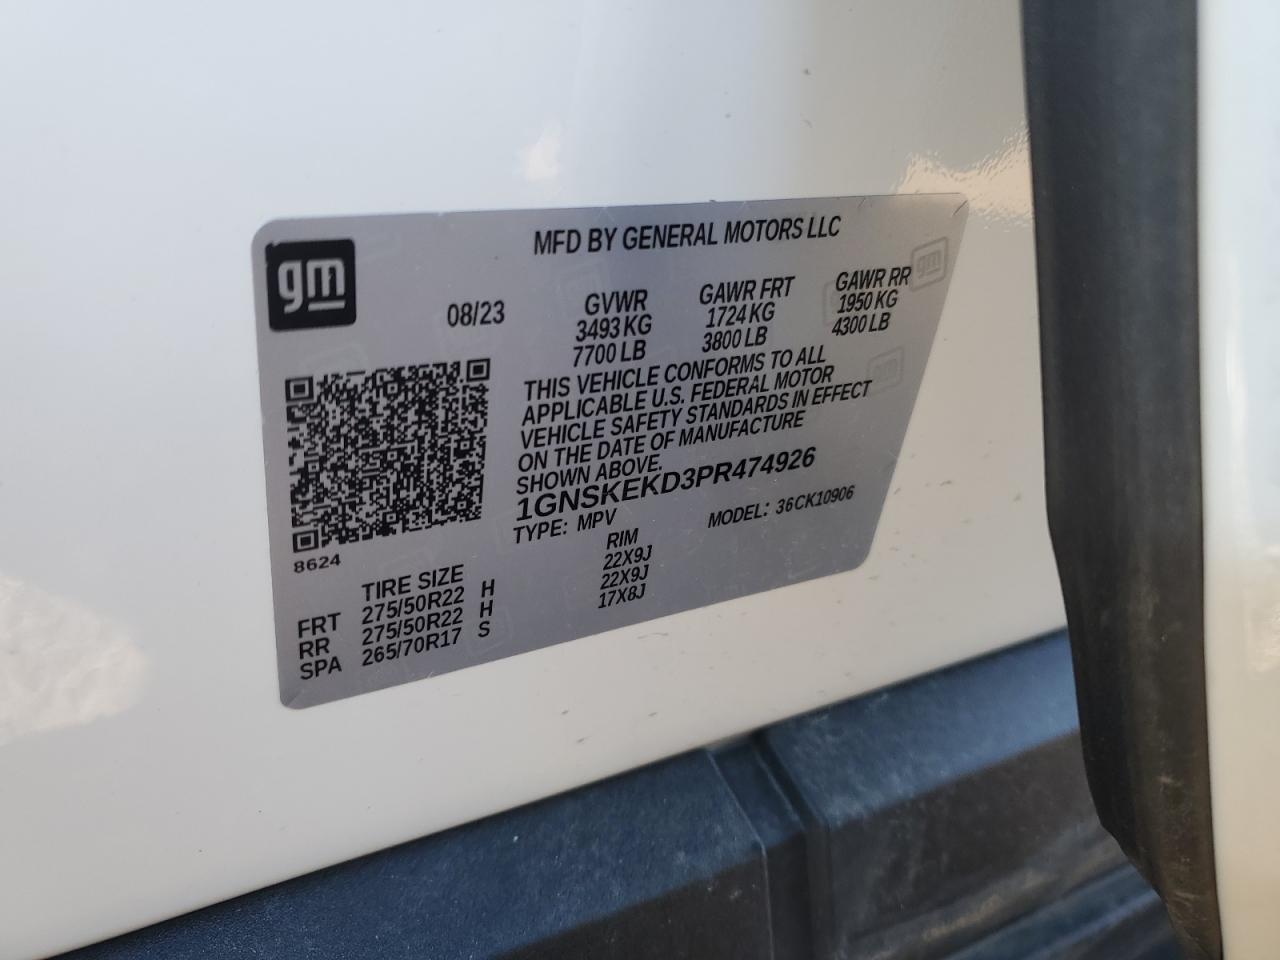 gm
MFD BY GENERAL MOTORS LLC
08/23
GVWR
3493 KG
7700 LB
GAWR FRT
1724 KG
3800 LB
GAWR RR
1950 KG
4300 LB
THIS VEHICLE CONFORMS TO ALL
APPLICABLE U.S. FEDERAL MOTOR
VEHICLE SAFETY STANDARDS IN EFFECT
ON THE DATE OF MANUFACTURE
SHOWN ABOVE.
1GNSKEKD3PR474926
TYPE: MPV MODEL: 36CK10906
8624
TIRE SIZE RIM
FRT 275/50R22 H 22X9J
RR 275/50R22 H 22X9J
SPA 265/70R17 S 17X8J